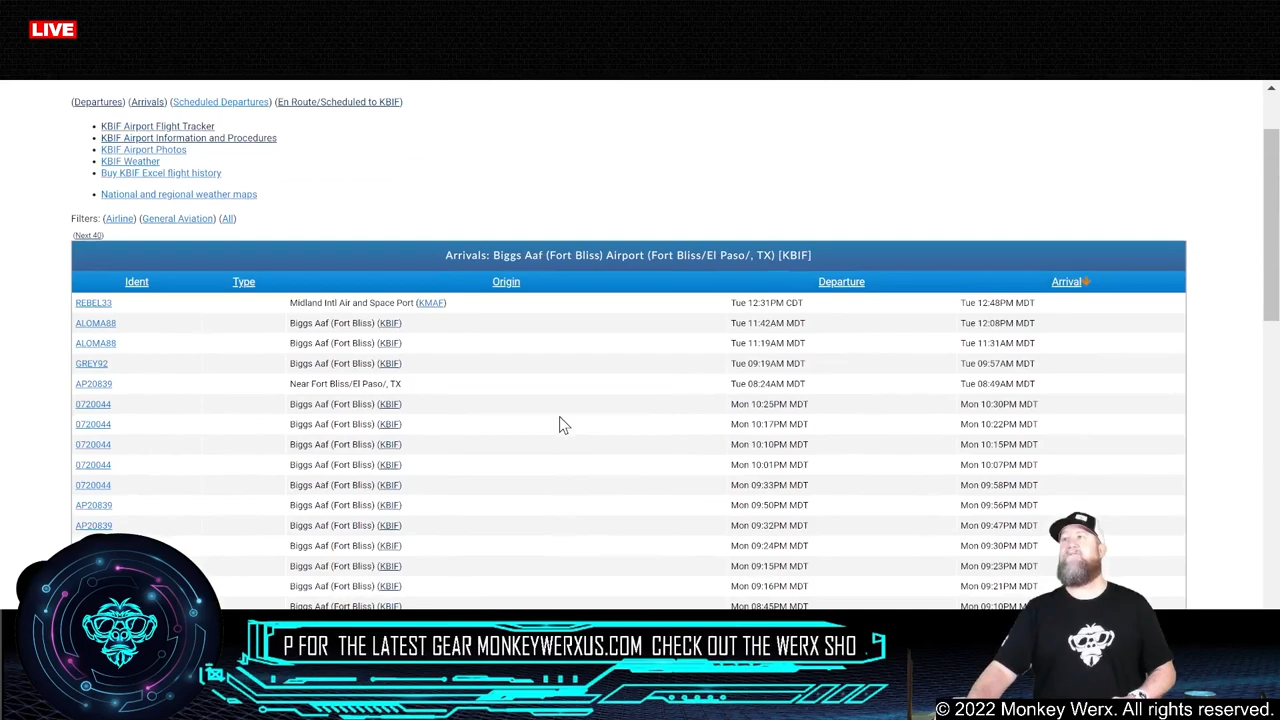 LIVE
(Departures) (Arrivals) (Scheduled Departures) (En Route/Scheduled to KBIF)
• KBIF Airport Flight Tracker
• KBIF Airport Information and Procedures
• KBIF Airport Photos
• KBIF Weather
• Buy KBIF Excel flight history
• National and regional weather maps
Filters: (Airline) (General Aviation) (All)
(Next 40)
Arrivals: Biggs Aaf (Fort Bliss) Airport (Fort Bliss/El Paso/, TX) [KBIF]
Ident Type Origin Departure Arrival
REBEL33 Midland Intl Air and Space Port (KMAF) Tue 12:31PM CDT Tue 12:48PM MDT
ALOMA88 Biggs Aaf (Fort Bliss) (KBIF) Tue 11:42AM MDT Tue 12:08PM MDT
ALOMA88 Biggs Aaf (Fort Bliss) (KBIF) Tue 11:19AM MDT Tue 11:31AM MDT
GREY92 Biggs Aaf (Fort Bliss) (KBIF) Tue 09:19AM MDT Tue 09:57AM MDT
AP20839 Near Fort Bliss/El Paso/, TX Tue 08:24AM MDT Tue 08:49AM MDT
0720044 Biggs Aaf (Fort Bliss) (KBIF) Mon 10:25PM MDT Mon 10:30PM MDT
0720044 Biggs Aaf (Fort Bliss) (KBIF) Mon 10:17PM MDT Mon 10:22PM MDT
0720044 Biggs Aaf (Fort Bliss) (KBIF) Mon 10:10PM MDT Mon 10:15PM MDT
0720044 Biggs Aaf (Fort Bliss) (KBIF) Mon 10:01PM MDT Mon 10:07PM MDT
0720044 Biggs Aaf (Fort Bliss) (KBIF) Mon 09:33PM MDT Mon 09:58PM MDT
AP20839 Biggs Aaf (Fort Bliss) (KBIF) Mon 09:50PM MDT Mon 09:56PM MDT
AP20839 Biggs Aaf (Fort Bliss) (KBIF) Mon 09:32PM MDT Mon 09:47PM MDT
Biggs Aaf (Fort Bliss) (KBIF) Mon 09:24PM MDT Mon 09:30PM MDT
Biggs Aaf (Fort Bliss) (KBIF) Mon 09:15PM MDT Mon 09:23PM MDT
Biggs Aaf (Fort Bliss) (KBIF) Mon 09:16PM MDT Mon 09:21PM MDT
Biggs Aaf (Fort Bliss) (KBIF) Mon 08:45PM MDT Mon 09:10PM
P FOR THE LATEST GEAR MONKEYWERXUS.COM CHECK OUT THE WERX SHO
© 2022 Monkey Werx. All rights reserved.